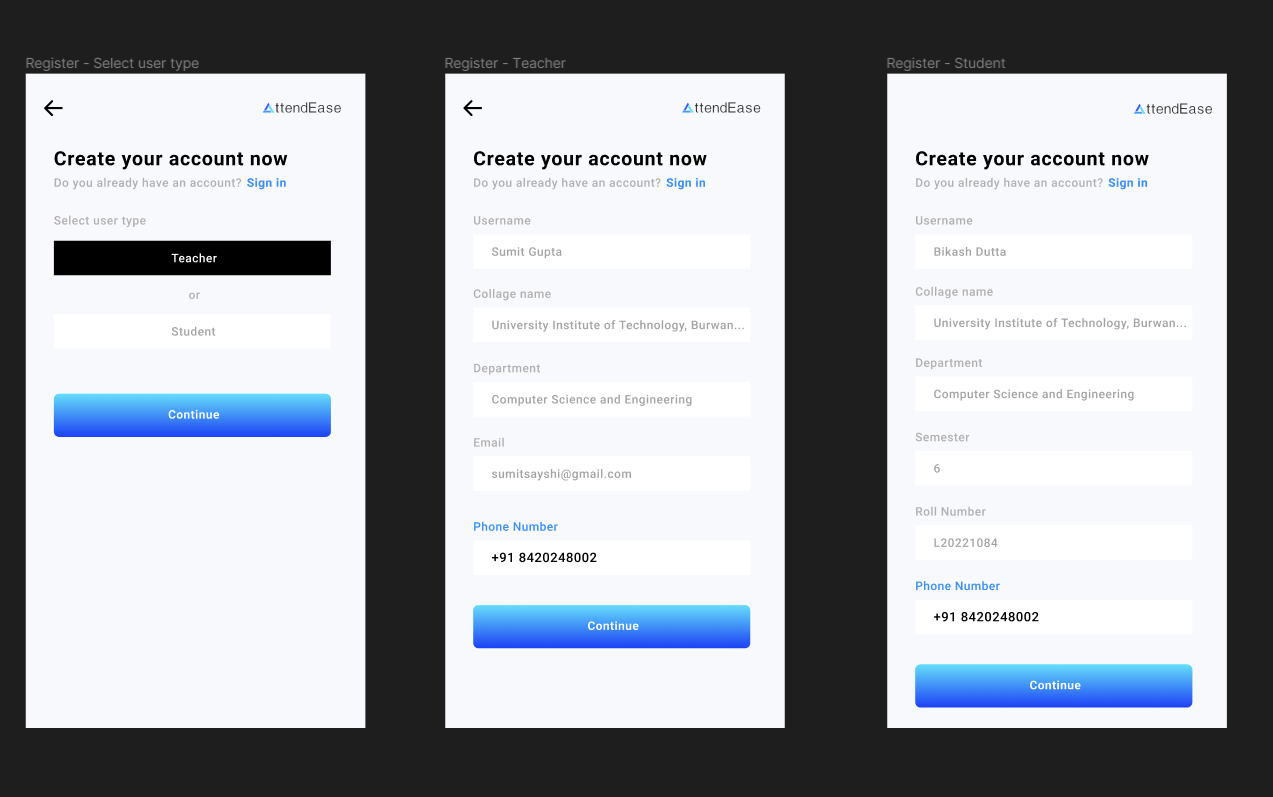 Register - Select user type
ttendEase
Create your account now
Do you already have an account? Sign in
Select user type
Teacher
or
Student
Continue
Register - Teacher
ttendEase
Create your account now
Do you already have an account? Sign in
Username
Sumit Gupta
Collage name
University Institute of Technology, Burwan...
Department
Computer Science and Engineering
Email
sumitsayshi@gmail.com
Phone Number
+91 8420248002
Continue
Register - Student
ttendEase
Create your account now
Do you already have an account? Sign in
Username
Bikash Dutta
Collage name
University Institute of Technology, Burwan...
Department
Computer Science and Engineering
Semester
6
Roll Number
L20221084
Phone Number
+91 8420248002
Continue